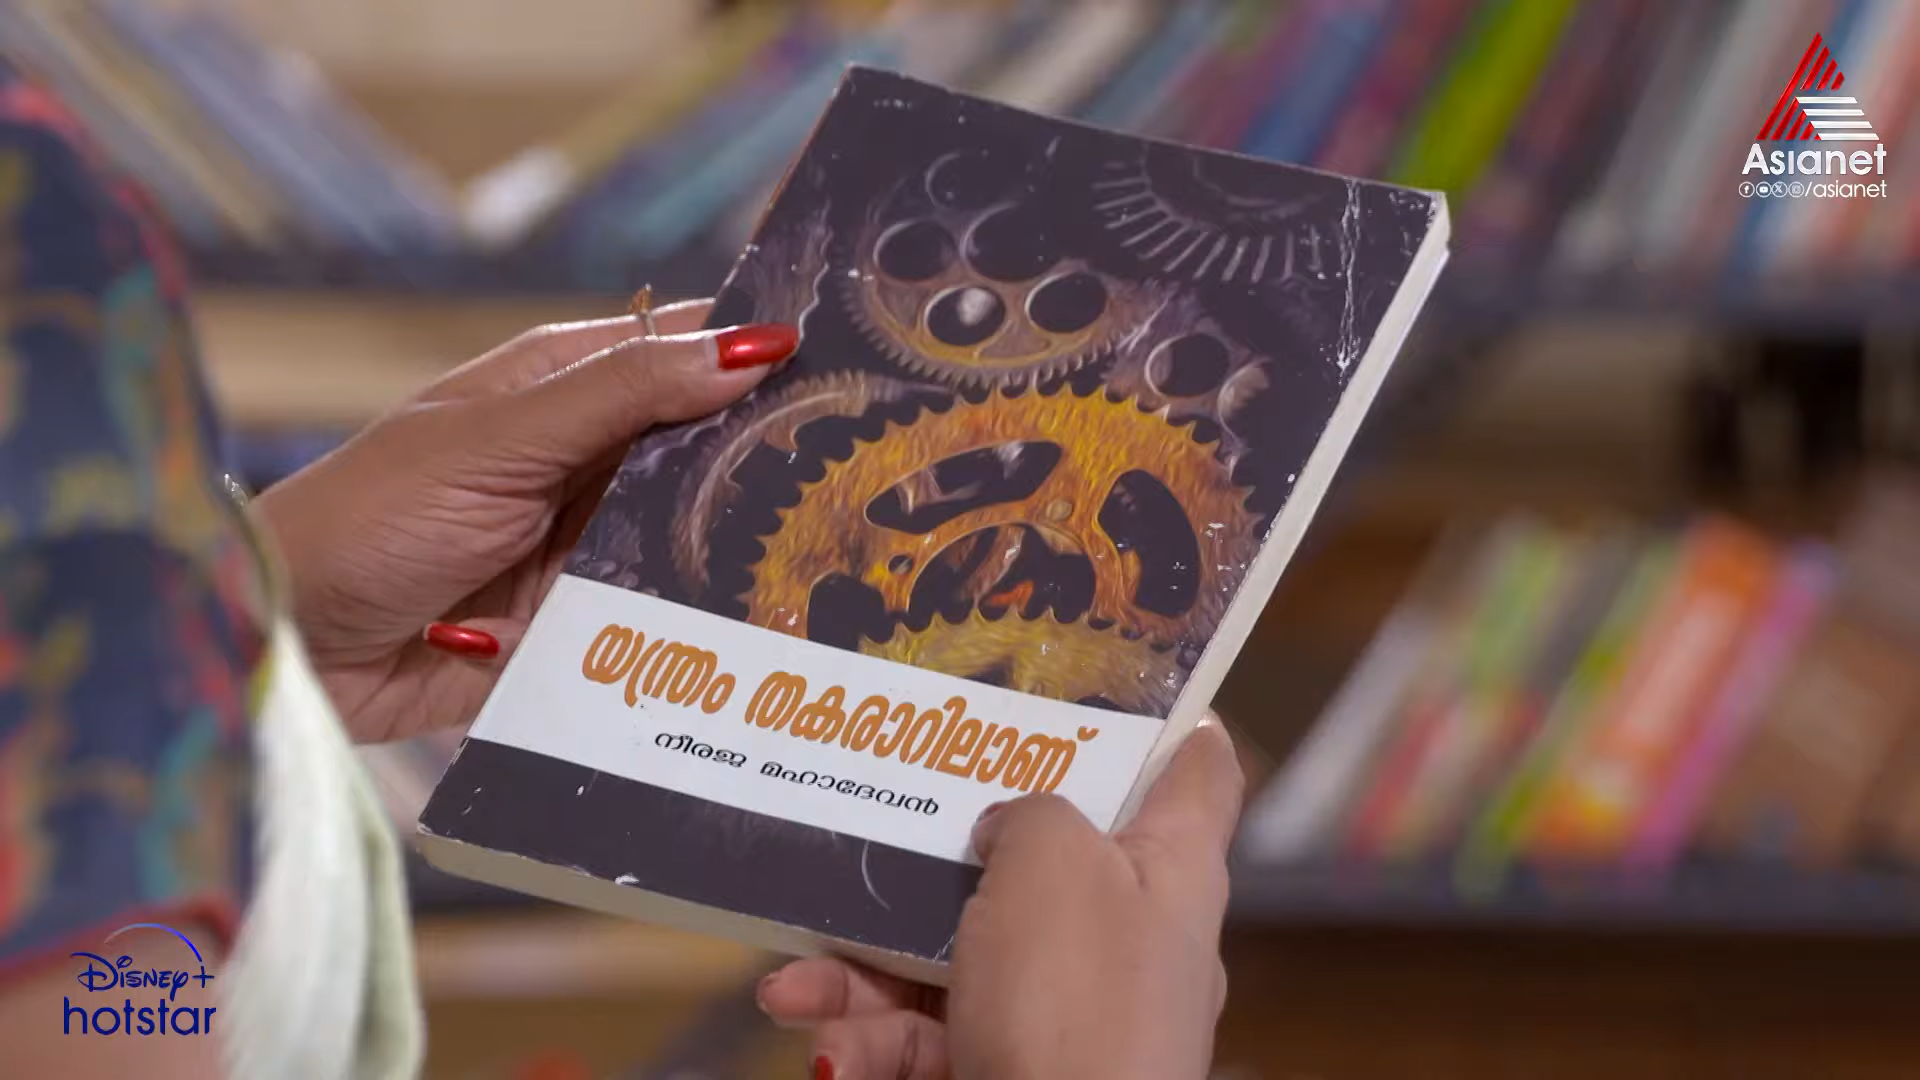 Asianet
/asianet
യന്ത്രം തകരാറിലാണ്
നീരജ മഹാദേവൻ
Disney+
hotstar